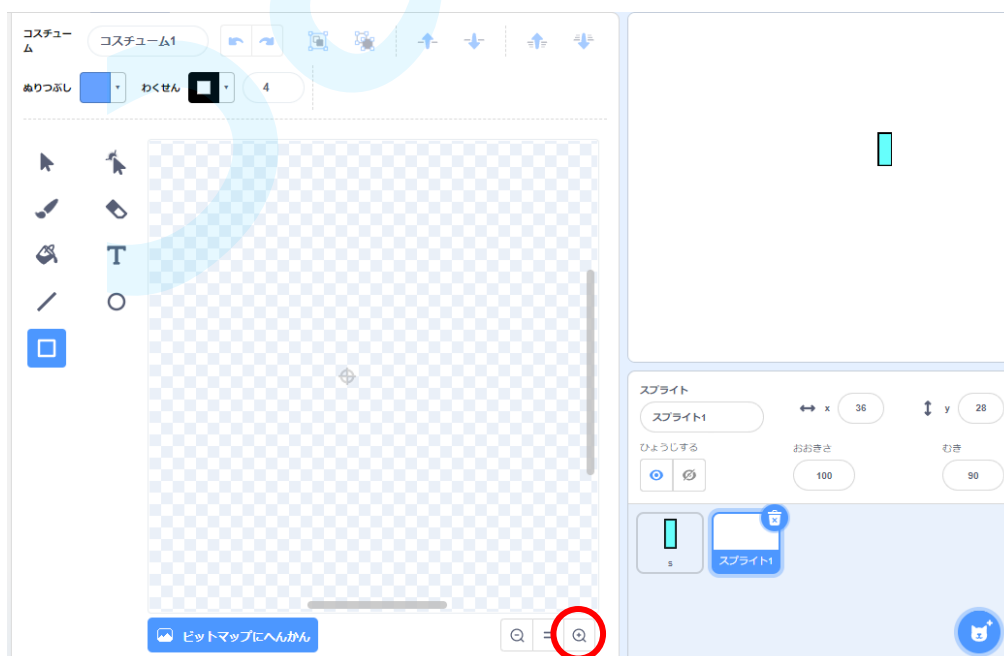 コスチュー
ム
コスチューム1
ぬりつぶし
わくせん
4
T
ビットマップにへんかん
スプライト
スプライト1
x
36
y
28
ひょうじする
おおきさ
むき
100
90
s
スプライト1